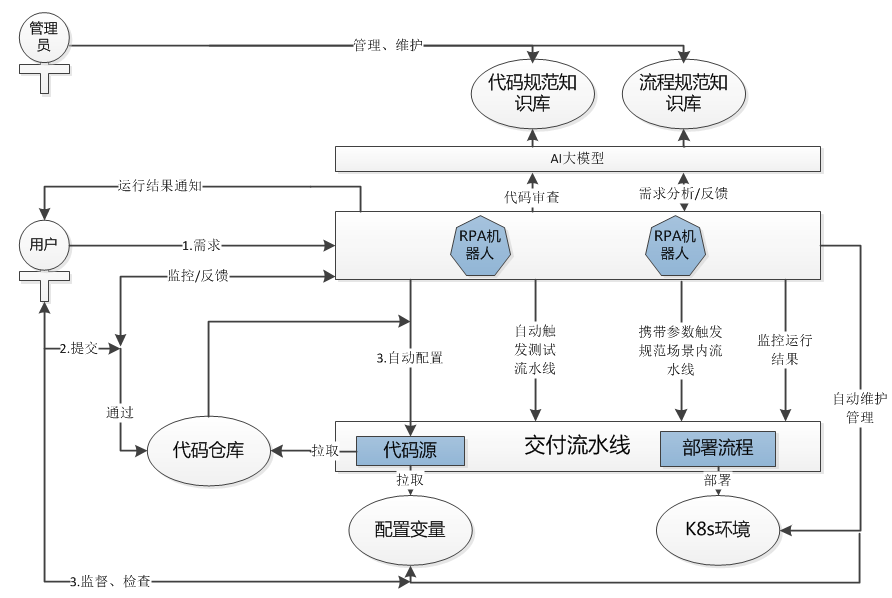 管理
员
管理、维护
代码规范知
识库
流程规范知
识库
AI大模型
运行结果通知
代码审查
需求分析/反馈
用户
1.需求
RPA机
器人
RPA机
器人
监控/反馈
2.提交
自动触
发测试
流水线
携带参数触发
规范场景内流
水线
监控运行
结果
3.自动配置
自动维护
管理
通过
代码仓库
拉取
代码源
交付流水线
部署流程
拉取
部署
配置变量
K8s环境
3.监督、检查